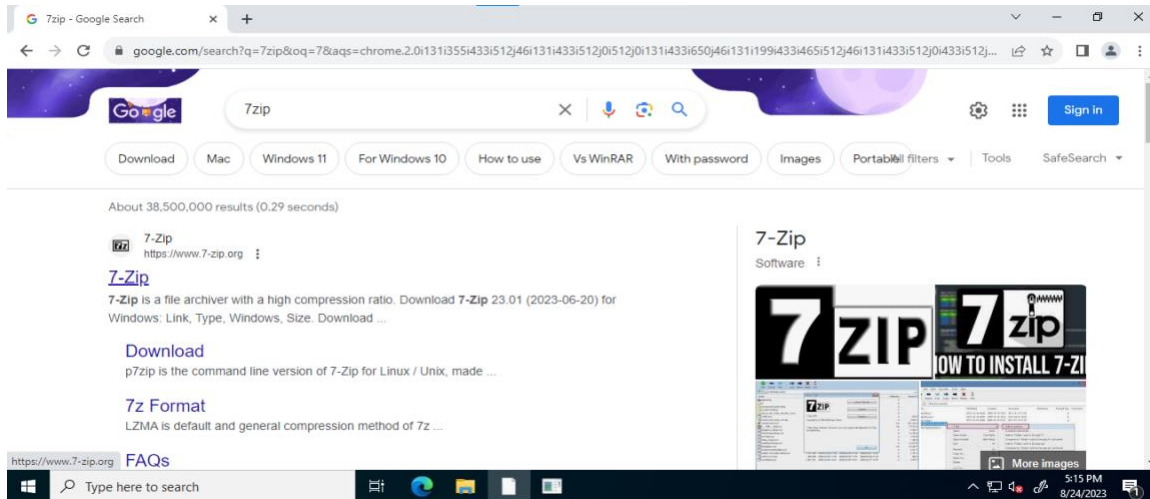 7zip - Google Search
google.com/search?q=7zip&oq=7&aqs=chrome.2.0i131i355i433i512j46i131i433i512j0i512j0i131i433i650j46i131i199i433i465i512j46i131i433i512j0i433i512j...
Google
7zip
Sign in
Download Mac Windows 11 For Windows 10 How to use Vs WinRAR With password Images Portable All filters Tools SafeSearch
About 38,500,000 results (0.29 seconds)
7-Zip
https://www.7-zip.org
7-Zip
7-Zip is a file archiver with a high compression ratio. Download 7-Zip 23.01 (2023-06-20) for
Windows: Link, Type, Windows, Size. Download ...
Download
p7zip is the command line version of 7-Zip for Linux / Unix, made ...
7z Format
LZMA is default and general compression method of 7z ...
FAQs
https://www.7-zip.org
7-Zip
Software
7 ZIP
7 zip
HOW TO INSTALL 7-ZI
7 ZIP
More images
Type here to search
5:15 PM
8/24/2023
1